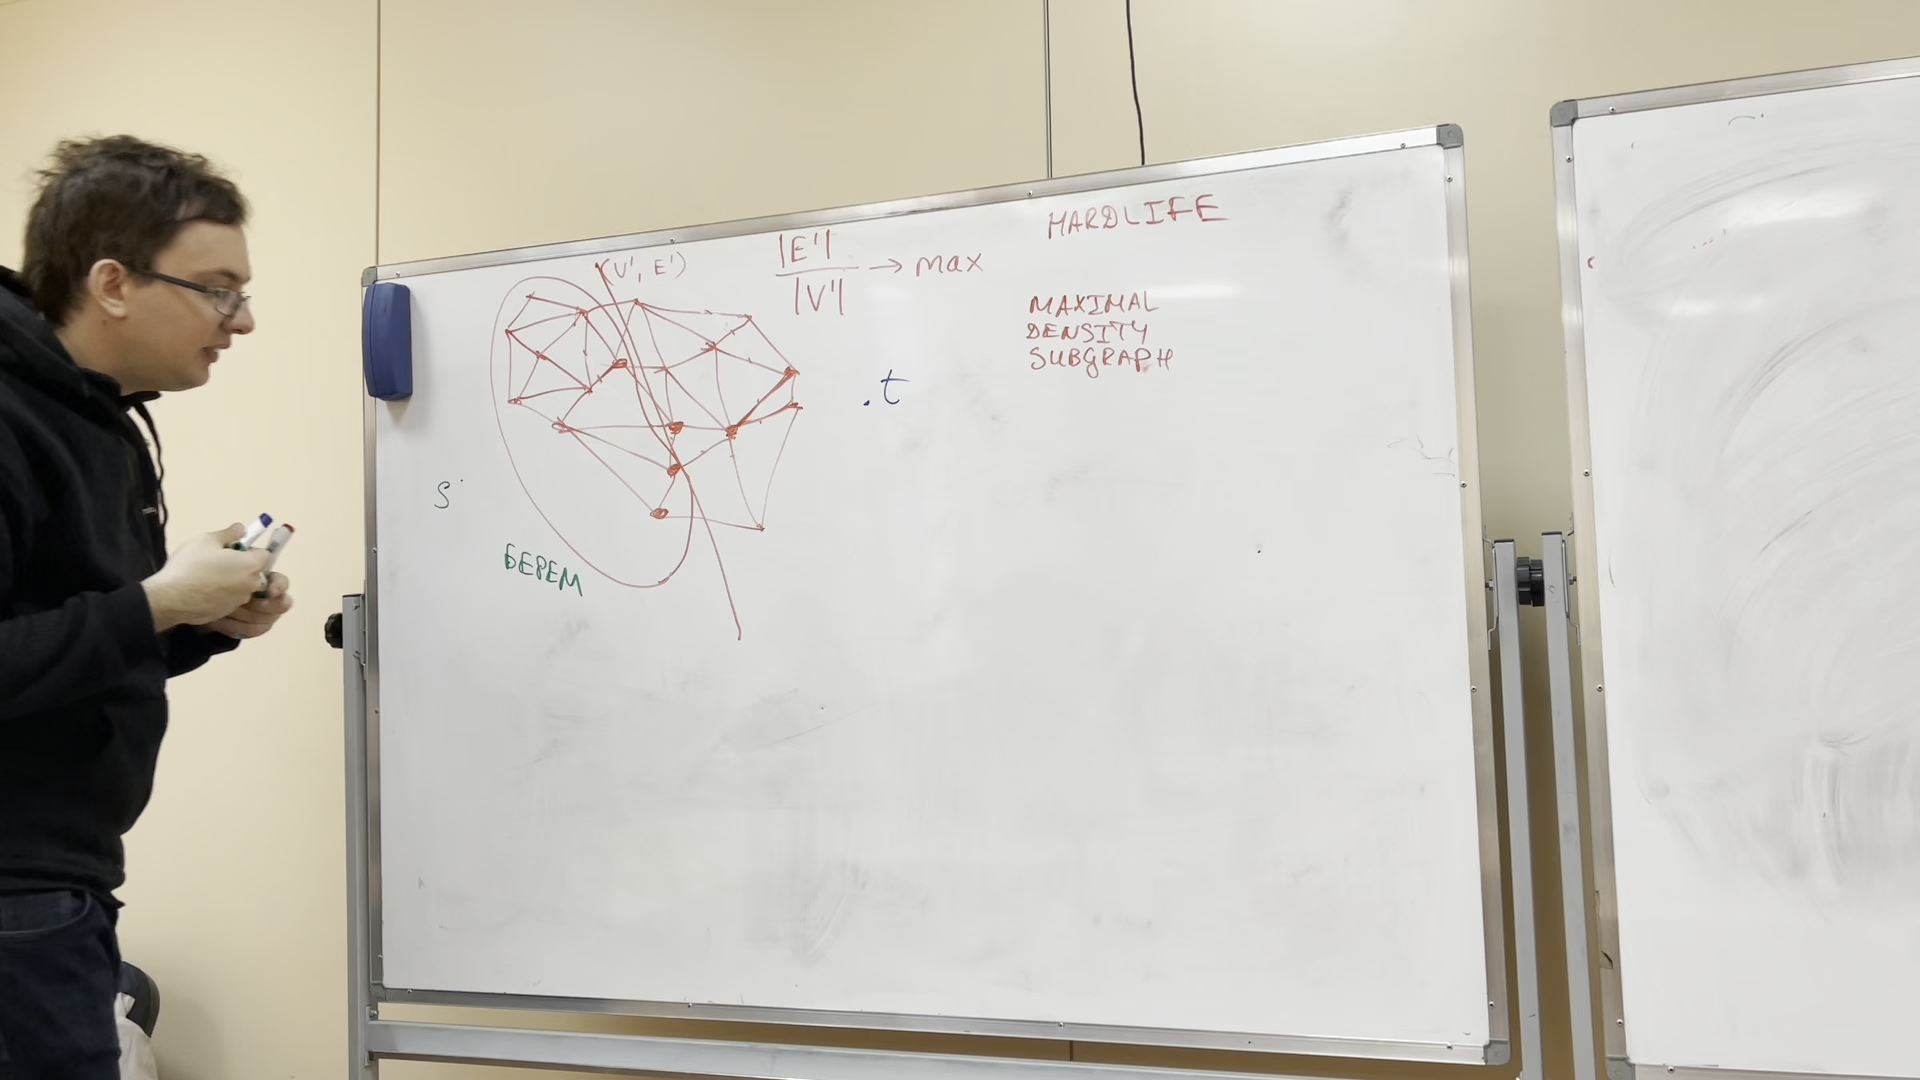 HARDLIFE
(V', E')
|E'|
|V'|
→ max
MAXIMAL
DENSITY
SUBGRAPH
.t
S
БЕРЕМ